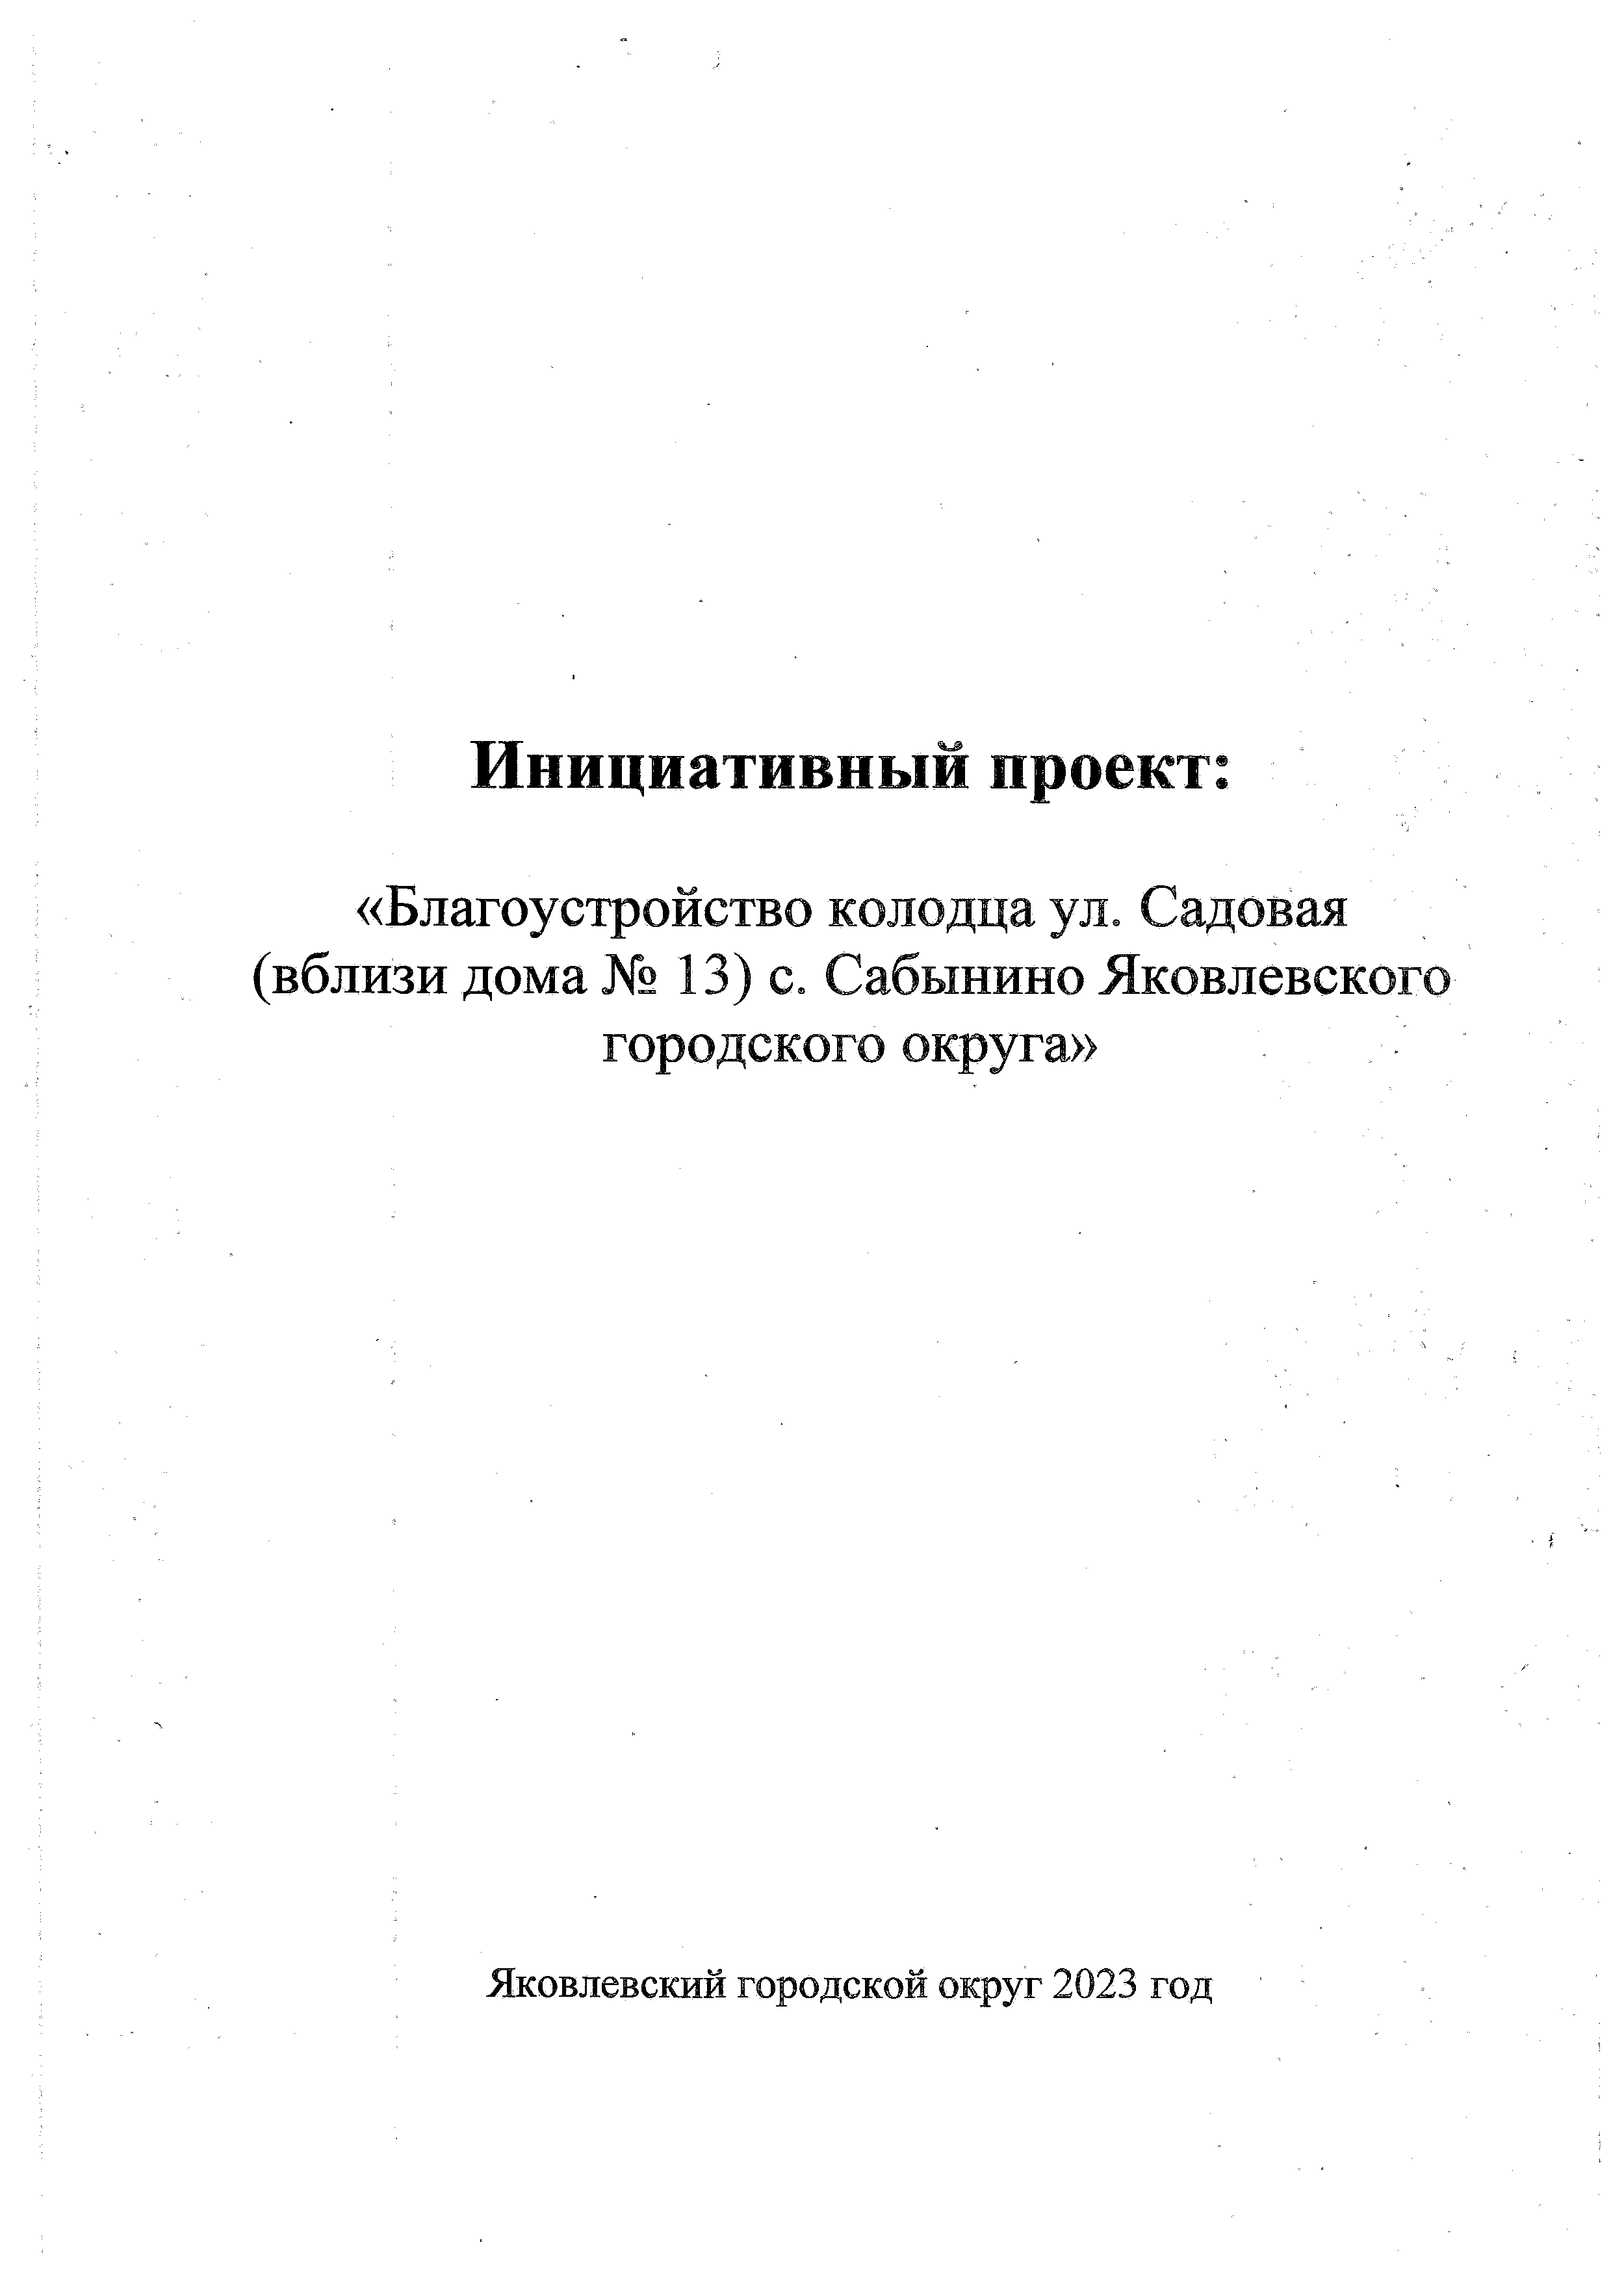 Инициативный проект:
«Благоустройство колодца ул. Садовая
(вблизи дома № 13) с. Сабынино Яковлевского
городского округа»
Яковлевский городской округ 2023 год